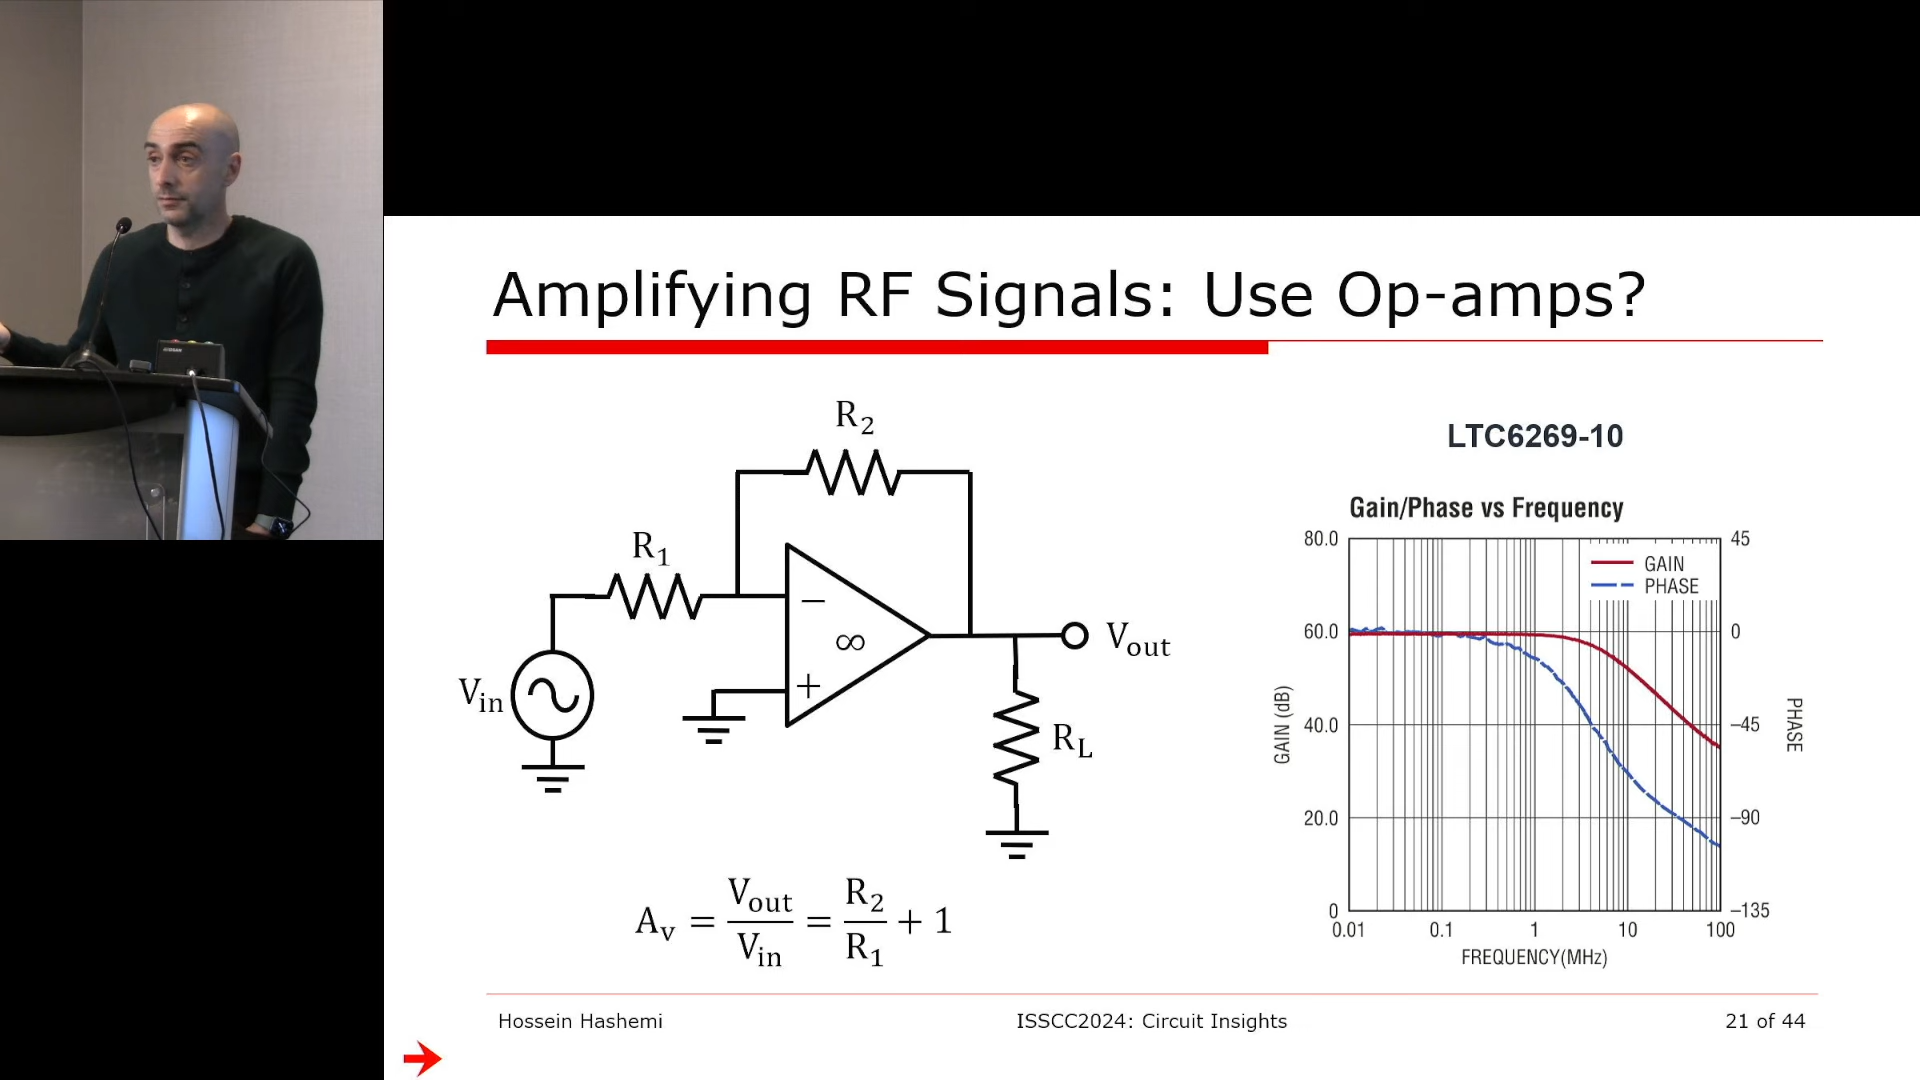 Amplifying RF Signals: Use Op-amps?
R₂
R₁
−
∞
+
Vin
Vout
RL
Av = Vout/Vin = R₂/R₁ + 1
LTC6269-10
Gain/Phase vs Frequency
GAIN
PHASE
80.0
60.0
40.0
20.0
0
GAIN (dB)
45
0
−45
−90
−135
PHASE
0.01 0.1 1 10 100
FREQUENCY(MHz)
Hossein Hashemi
ISSCC2024: Circuit Insights
21 of 44